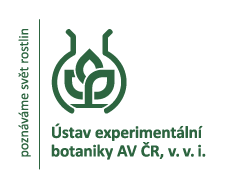 poznáváme svět rostlin
Ústav experimentální
botaniky AV ČR, v. v. i.